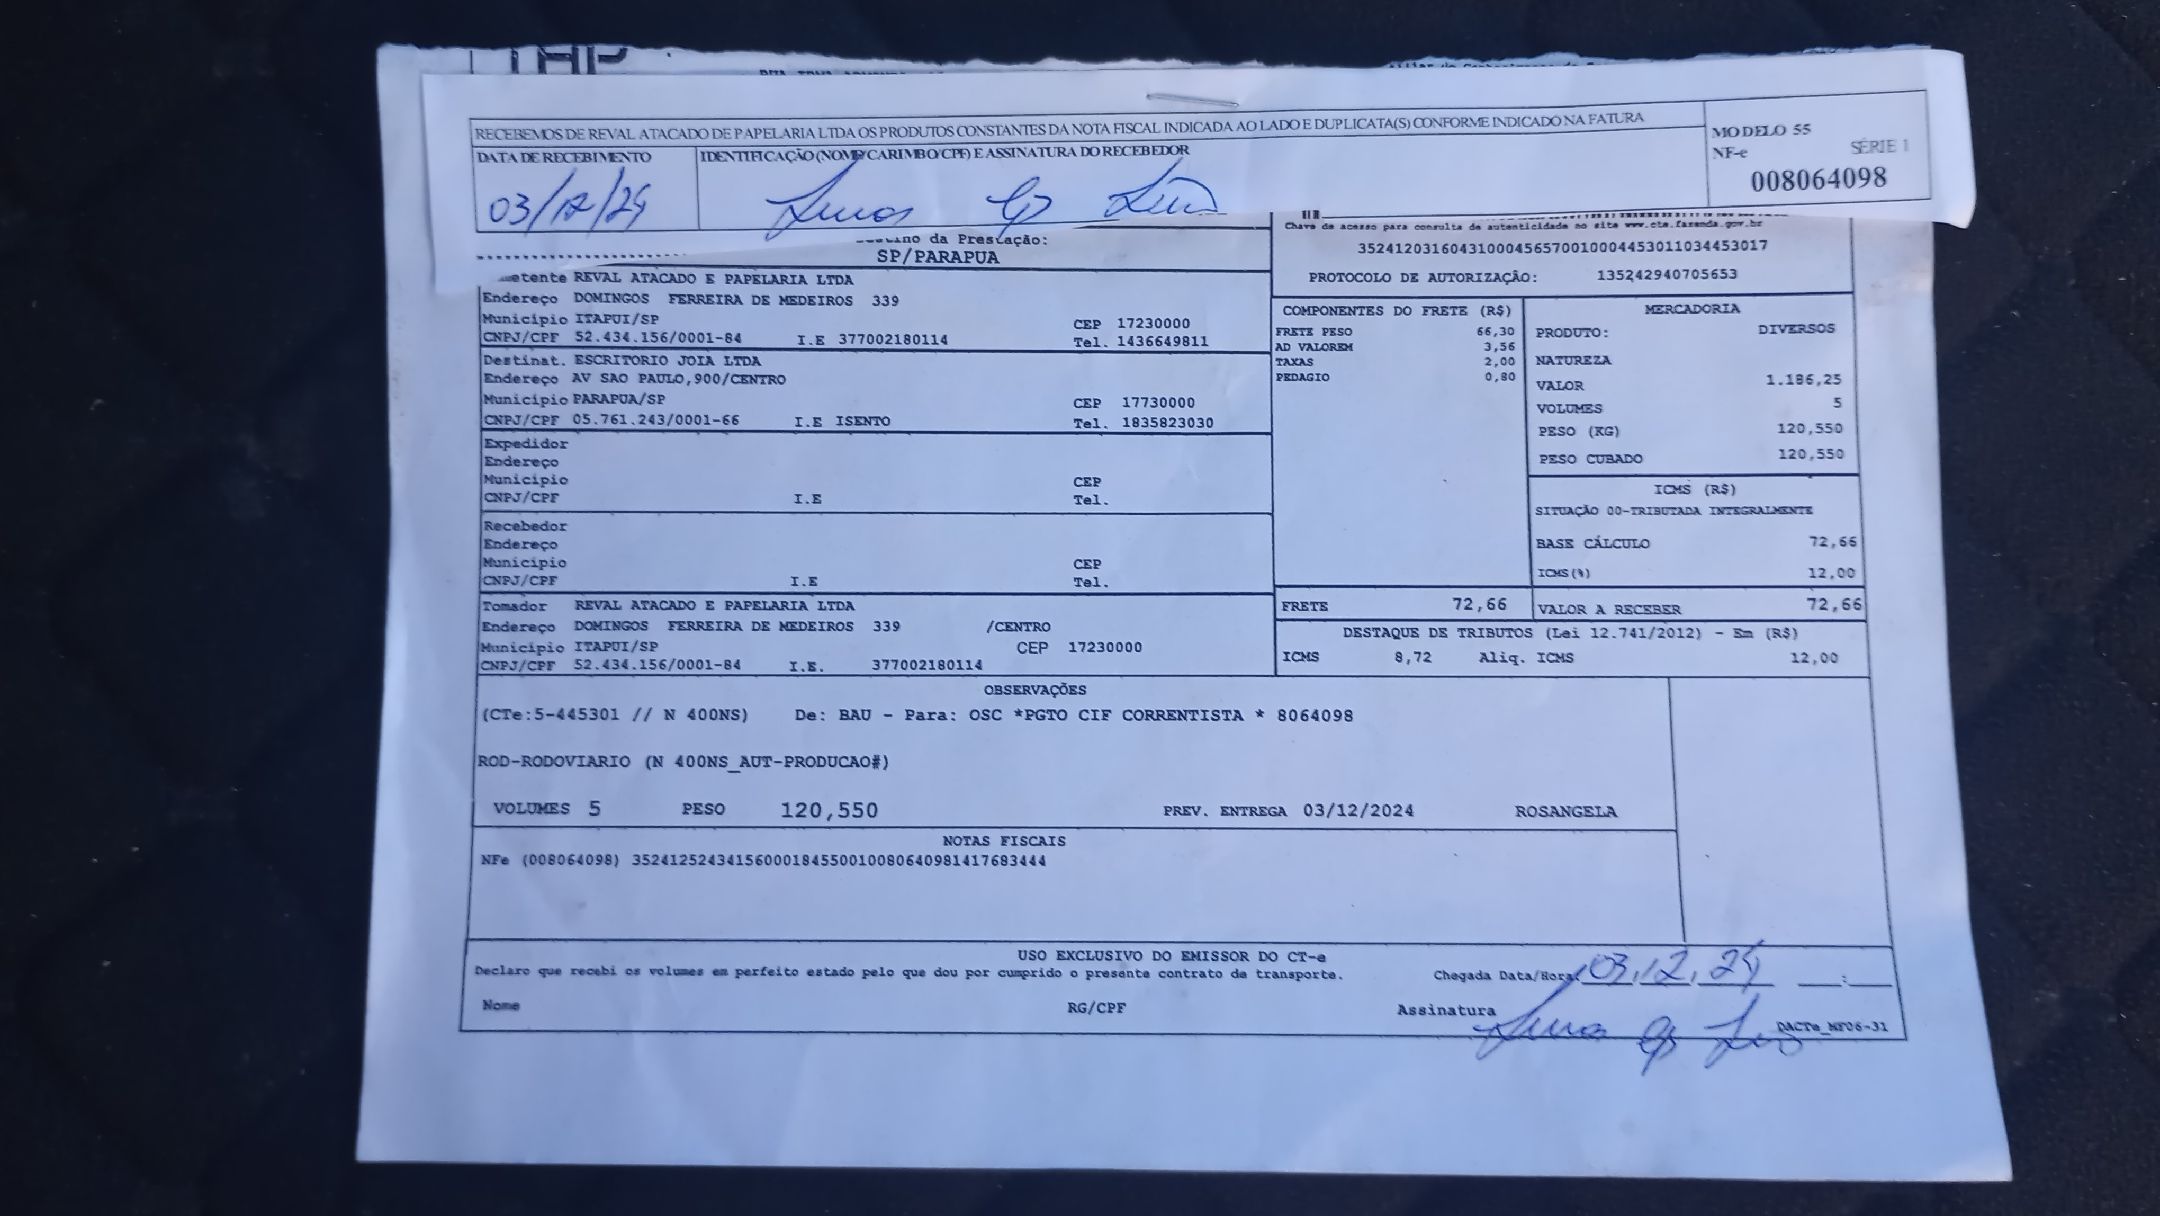 RECEBEMOS DE REVAL ATACADO DE PAPELARIA LTDA OS PRODUTOS CONSTANTES DA NOTA FISCAL INDICADA AO LADO E DUPLICATA(S) CONFORME INDICADO NA FATURA
MODELO 55
NF-e SÉRIE 1
008064098
DATA DE RECEBIMENTO
03/12/24
IDENTIFICAÇÃO (NOME/CARIMBO/CPF) E ASSINATURA DO RECEBEDOR
da Prestação:
SP/PARAPUA
Chave de acesso para consulta de autenticidade no site www.cte.fazenda.gov.br
35241203160431000456570010004453011034453017
PROTOCOLO DE AUTORIZAÇÃO: 135242940705653
REVAL ATACADO E PAPELARIA LTDA
Endereço DOMINGOS FERREIRA DE MEDEIROS 339
Municipio ITAPUI/SP CEP 17230000
CNPJ/CPF 52.434.156/0001-84 I.E 377002180114 Tel. 1436649811
Destinat. ESCRITORIO JOIA LTDA
Endereço AV SAO PAULO,900/CENTRO
Municipio PARAPUA/SP CEP 17730000
CNPJ/CPF 05.761.243/0001-66 I.E ISENTO Tel. 1835823030
Expedidor
Endereço
Municipio CEP
CNPJ/CPF I.E Tel.
Recebedor
Endereço
Municipio CEP
CNPJ/CPF I.E Tel.
Tomador REVAL ATACADO E PAPELARIA LTDA
Endereço DOMINGOS FERREIRA DE MEDEIROS 339 /CENTRO
Municipio ITAPUI/SP CEP 17230000
CNPJ/CPF 52.434.156/0001-84 I.E. 377002180114
COMPONENTES DO FRETE (R$)
FRETE PESO 66,30
AD VALOREM 3,56
TAXAS 2,00
PEDAGIO 0,80
MERCADORIA
PRODUTO: DIVERSOS
NATUREZA
VALOR 1.186,25
VOLUMES 5
PESO (KG) 120,550
PESO CUBADO 120,550
ICMS (R$)
SITUAÇÃO 00-TRIBUTADA INTEGRALMENTE
BASE CÁLCULO 72,66
ICMS(%) 12,00
FRETE 72,66
VALOR A RECEBER 72,66
DESTAQUE DE TRIBUTOS (Lei 12.741/2012) - Em (R$)
ICMS 8,72 Aliq. ICMS 12,00
OBSERVAÇÕES
(CTe:5-445301 // N 400NS) De: BAU - Para: OSC *PGTO CIF CORRENTISTA * 8064098
ROD-RODOVIARIO (N 400NS_AUT-PRODUCAO#)
VOLUMES 5 PESO 120,550 PREV. ENTREGA 03/12/2024 ROSANGELA
NOTAS FISCAIS
NFe (008064098) 35241252434156000184550010080640981417683444
USO EXCLUSIVO DO EMISSOR DO CT-e
Declaro que recebi os volumes em perfeito estado pelo que dou por cumprido o presente contrato de transporte.
Chegada Data/Hora 03,12,24 __:__
Nome RG/CPF Assinatura
DACTe_MF06-31